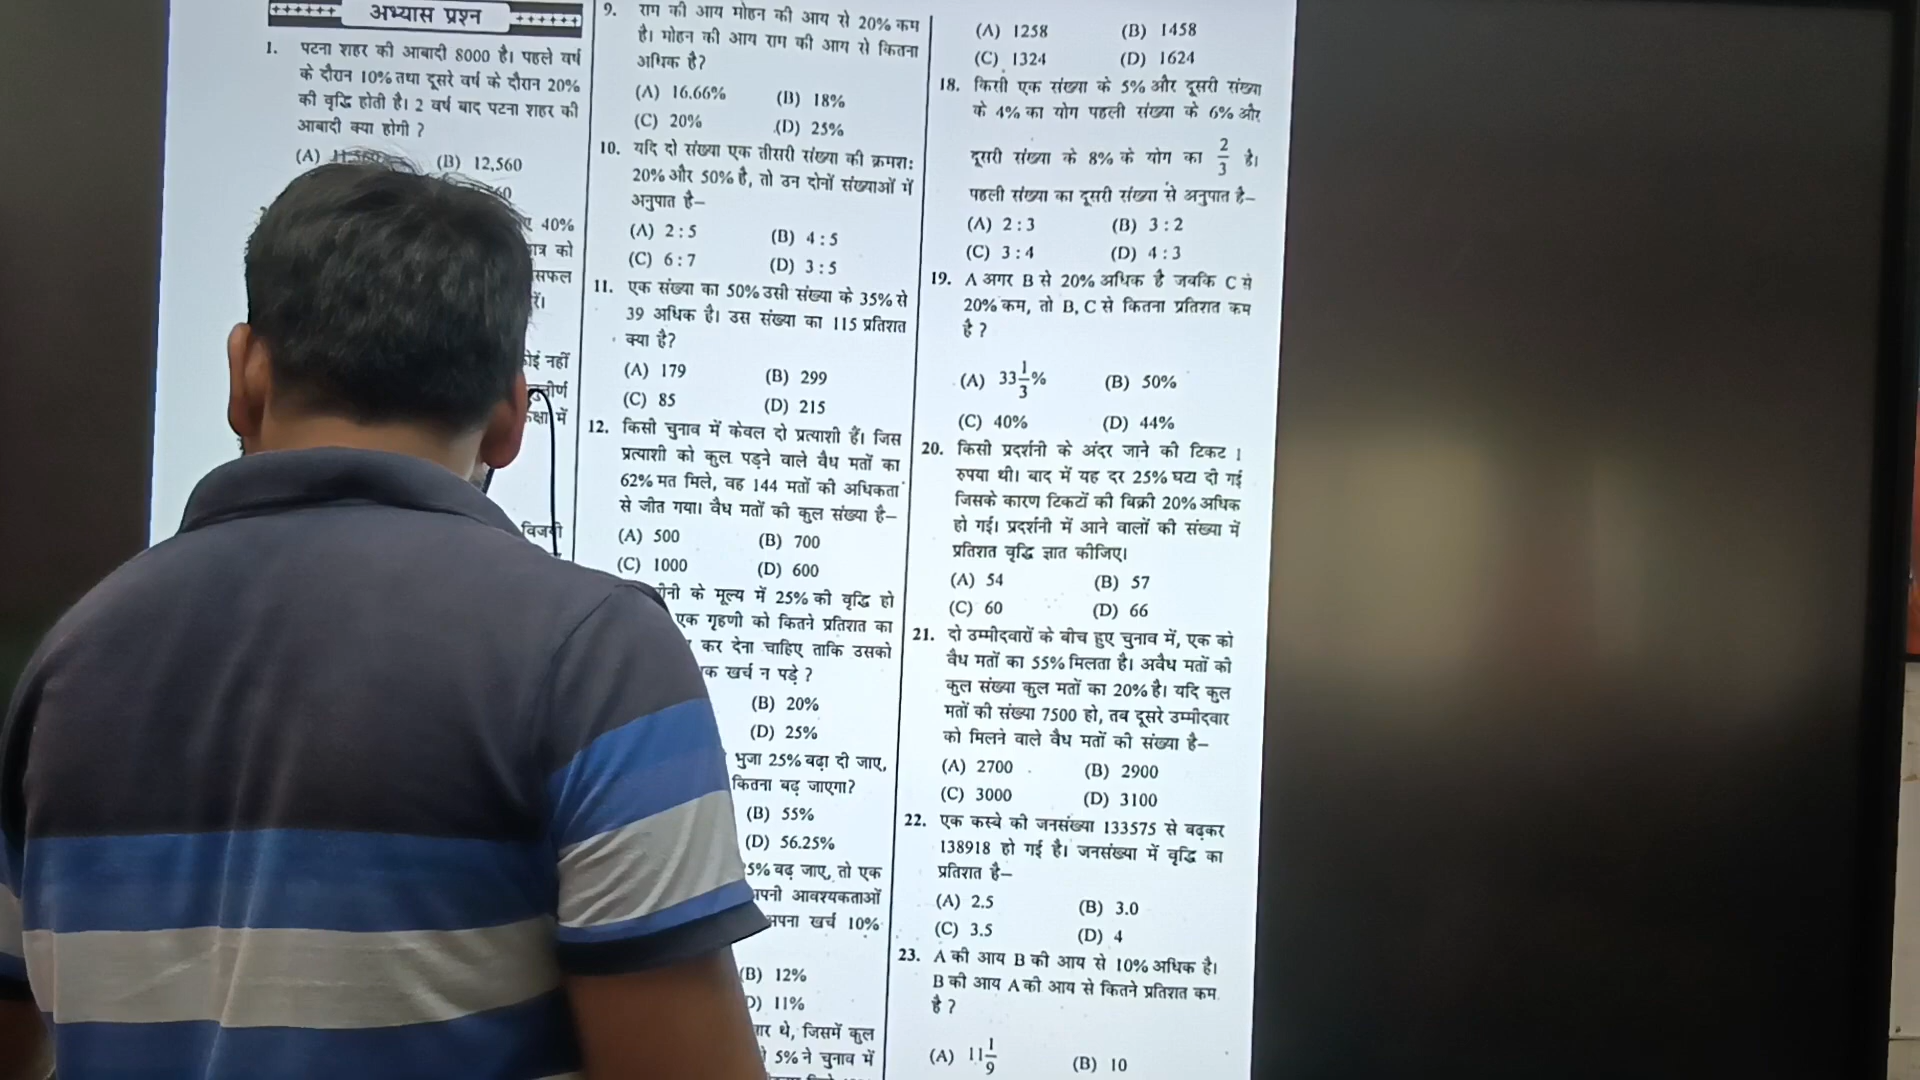 अभ्यास प्रश्न
1. पटना शहर की आबादी 8000 है। पहले वर्ष
के दौरान 10% तथा दूसरे वर्ष के दौरान 20%
की वृद्धि होती है। 2 वर्ष बाद पटना शहर की
आबादी क्या होगी ?
(A) 11,560 (B) 12,560
40%
को
नहीं
में
9. राम की आय मोहन की आय से 20% कम
है। मोहन की आय राम की आय से कितना
अधिक है?
(A) 16.66% (B) 18%
(C) 20% (D) 25%
10. यदि दो संख्या एक तीसरी संख्या की क्रमश:
20% और 50% है, तो उन दोनों संख्याओं में
अनुपात है–
(A) 2 : 5 (B) 4 : 5
(C) 6 : 7 (D) 3 : 5
11. एक संख्या का 50% उसी संख्या के 35% से
39 अधिक है। उस संख्या का 115 प्रतिशत
क्या है?
(A) 179 (B) 299
(C) 85 (D) 215
12. किसी चुनाव में केवल दो प्रत्याशी हैं। जिस
प्रत्याशी को कुल पड़ने वाले वैध मतों का
62% मत मिले, वह 144 मतों की अधिकता
से जीत गया। वैध मतों की कुल संख्या है–
(A) 500 (B) 700
(C) 1000 (D) 600
के मूल्य में 25% की वृद्धि हो
एक गृहणी को कितने प्रतिशत का
कर देना चाहिए ताकि उसको
खर्च न पड़े ?
(B) 20%
(D) 25%
भुजा 25% बढ़ा दी जाए,
कितना बढ़ जाएगा?
(B) 55%
(D) 56.25%
5% बढ़ जाए, तो एक
आवश्यकताओं
अपना खर्च 10%
(B) 12%
(D) 11%
थे, जिसमें कुल
5% ने चुनाव में
(A) 1258 (B) 1458
(C) 1324 (D) 1624
18. किसी एक संख्या के 5% और दूसरी संख्या
के 4% का योग पहली संख्या के 6% और
दूसरी संख्या के 8% के योग का 2/3 है।
पहली संख्या का दूसरी संख्या से अनुपात है–
(A) 2 : 3 (B) 3 : 2
(C) 3 : 4 (D) 4 : 3
19. A अगर B से 20% अधिक है जबकि C से
20% कम, तो B, C से कितना प्रतिशत कम
है ?
(A) 33 1/3 % (B) 50%
(C) 40% (D) 44%
20. किसी प्रदर्शनी के अंदर जाने की टिकट 1
रुपया थी। बाद में यह दर 25% घटा दी गई
जिसके कारण टिकटों की बिक्री 20% अधिक
हो गई। प्रदर्शनी में आने वालों की संख्या में
प्रतिशत वृद्धि ज्ञात कीजिए।
(A) 54 (B) 57
(C) 60 (D) 66
21. दो उम्मीदवारों के बीच हुए चुनाव में, एक को
वैध मतों का 55% मिलता है। अवैध मतों की
कुल संख्या कुल मतों का 20% है। यदि कुल
मतों की संख्या 7500 हो, तब दूसरे उम्मीदवार
को मिलने वाले वैध मतों की संख्या है–
(A) 2700 (B) 2900
(C) 3000 (D) 3100
22. एक कस्बे की जनसंख्या 133575 से बढ़कर
138918 हो गई है। जनसंख्या में वृद्धि का
प्रतिशत है–
(A) 2.5 (B) 3.0
(C) 3.5 (D) 4
23. A की आय B की आय से 10% अधिक है।
B की आय A की आय से कितने प्रतिशत कम
है ?
(A) 11 1/9 (B) 10